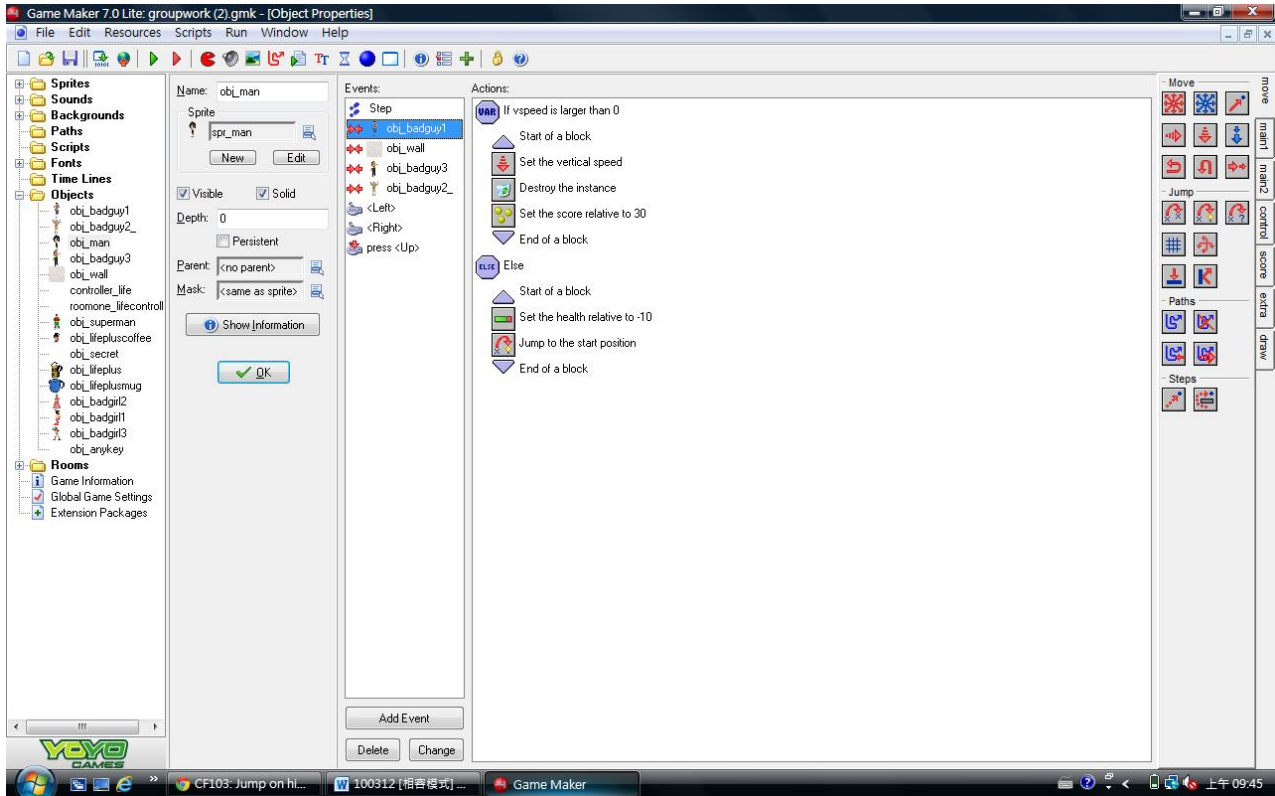 Game Maker 7.0 Lite: groupwork (2).gmk - [Object Properties]
File Edit Resources Scripts Run Window Help
Sprites
Sounds
Backgrounds
Paths
Scripts
Fonts
Time Lines
Objects
obj_badguy1
obj_badguy2_
obj_man
obj_badguy3
obj_wall
controller_life
roomone_lifecontroll
obj_superman
obj_lifepluscoffee
obj_secret
obj_lifeplus
obj_lifeplusmug
obj_badgirl2
obj_badgirl1
obj_badgirl3
obj_anykey
Rooms
Game Information
Global Game Settings
Extension Packages
YOYO
GAMES
Name: obj_man
Sprite
spr_man
New Edit
Visible Solid
Depth: 0
Persistent
Parent: <no parent>
Mask: <same as sprite>
Show Information
OK
Events:
Step
obj_badguy1
obj_wall
obj_badguy3
obj_badguy2_
<Left>
<Right>
press <Up>
Add Event
Delete Change
Actions:
VAR If vspeed is larger than 0
Start of a block
Set the vertical speed
Destroy the instance
Set the score relative to 30
End of a block
ELSE Else
Start of a block
Set the health relative to -10
Jump to the start position
End of a block
Move
Jump
Paths
Steps
move
main1
main2
control
score
extra
draw
CF103: Jump on hi...
100312 [相容模式] ...
Game Maker
上午 09:45